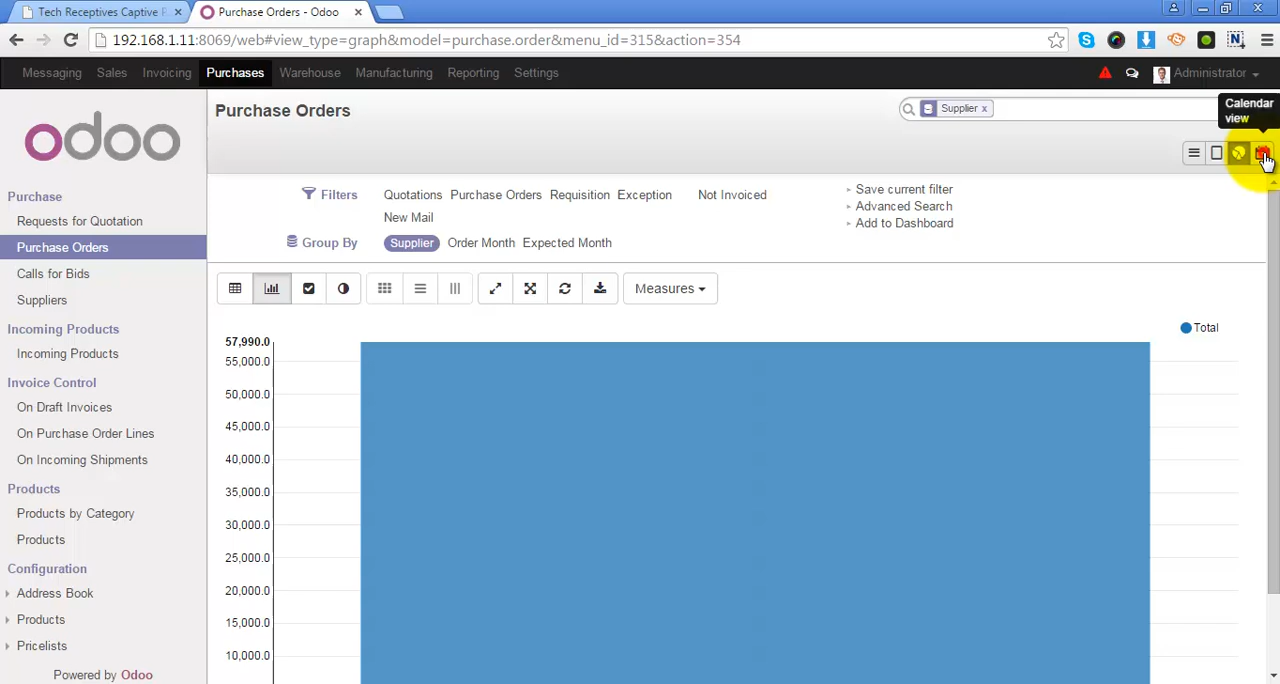 Tech Receptives Captive P
Purchase Orders - Odoo
192.168.1.11:8069/web#view_type=graph&model=purchase.order&menu_id=315&action=354
Messaging Sales Invoicing Purchases Warehouse Manufacturing Reporting Settings Administrator
odoo
Purchase Orders
Supplier x
Calendar
view
Purchase
Requests for Quotation
Purchase Orders
Calls for Bids
Suppliers
Incoming Products
Incoming Products
Invoice Control
On Draft Invoices
On Purchase Order Lines
On Incoming Shipments
Products
Products by Category
Products
Configuration
Address Book
Products
Pricelists
Powered by Odoo
Filters Quotations Purchase Orders Requisition Exception Not Invoiced
New Mail
Group By Supplier Order Month Expected Month
Save current filter
Advanced Search
Add to Dashboard
Measures
Total
57,990.0
55,000.0
50,000.0
45,000.0
40,000.0
35,000.0
30,000.0
25,000.0
20,000.0
15,000.0
10,000.0